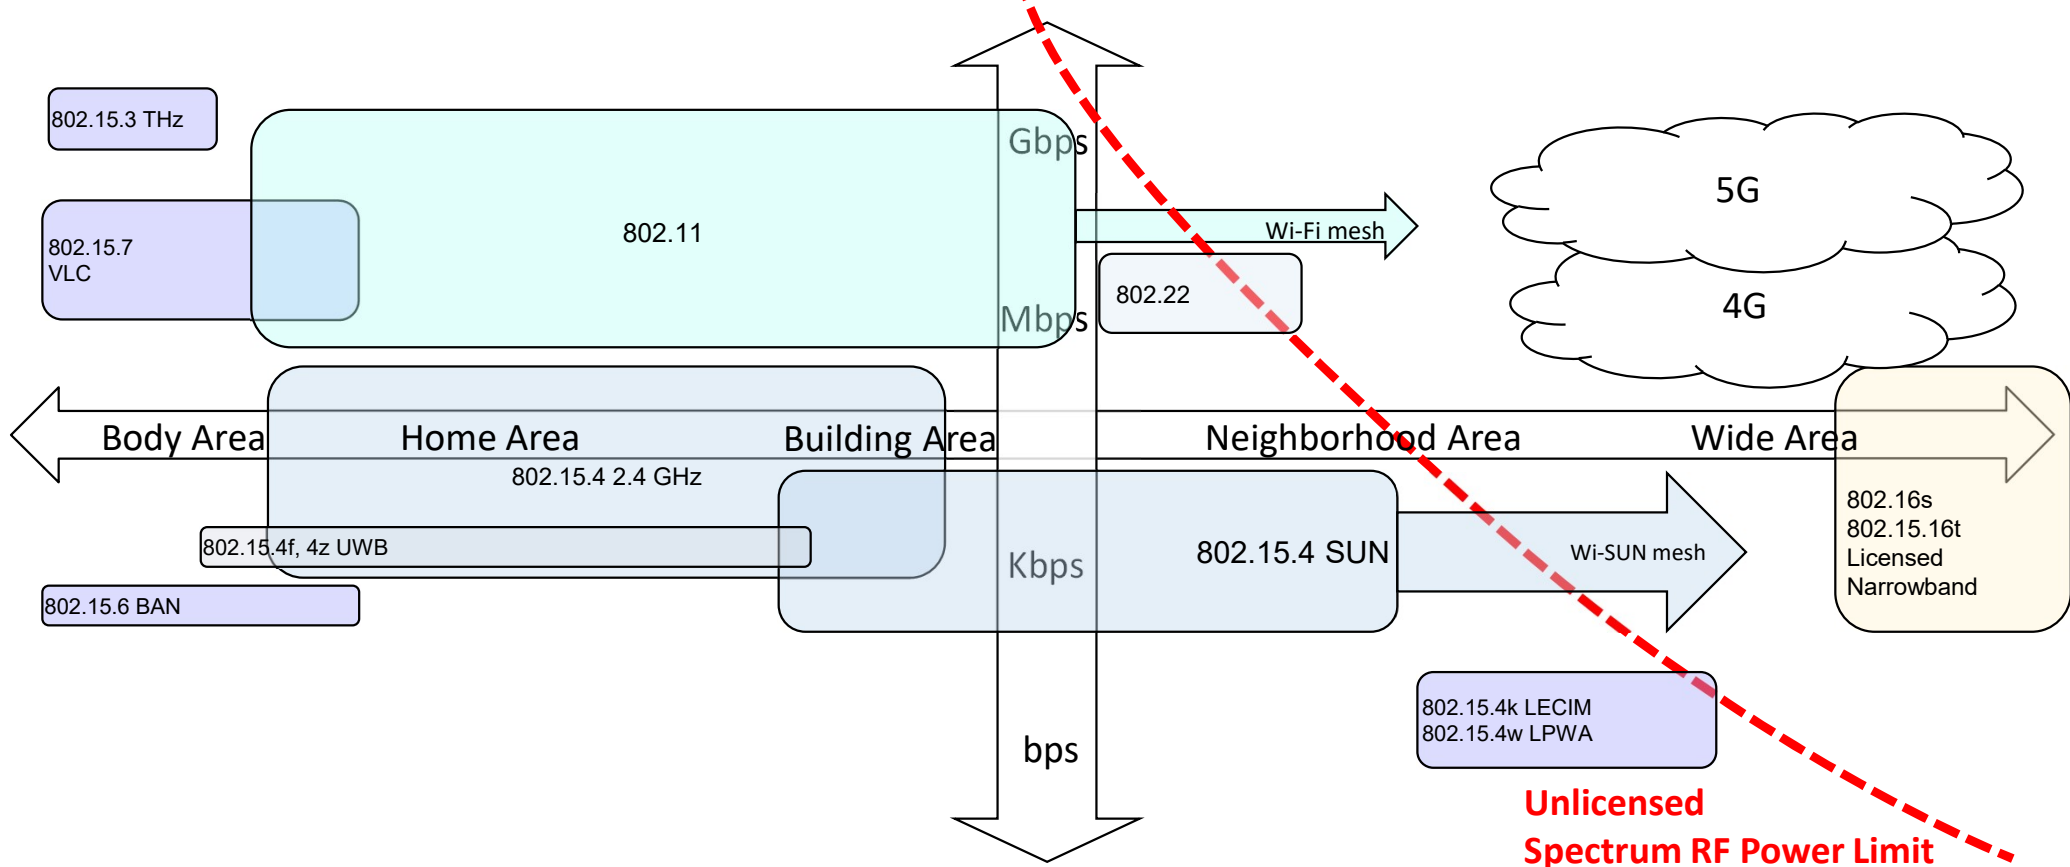 802.15.3 THz
Gbps
5G
802.15.7
VLC
802.11
Wi-Fi mesh
802.22
Mbps
4G
Body Area
Home Area
Building Area
Neighborhood Area
Wide Area
802.15.4 2.4 GHz
802.16s
802.15.16t
Licensed
Narrowband
802.15.4f, 4z UWB
802.15.4 SUN
Wi-SUN mesh
Kbps
802.15.6 BAN
802.15.4k LECIM
802.15.4w LPWA
bps
Unlicensed
Spectrum RF Power Limit